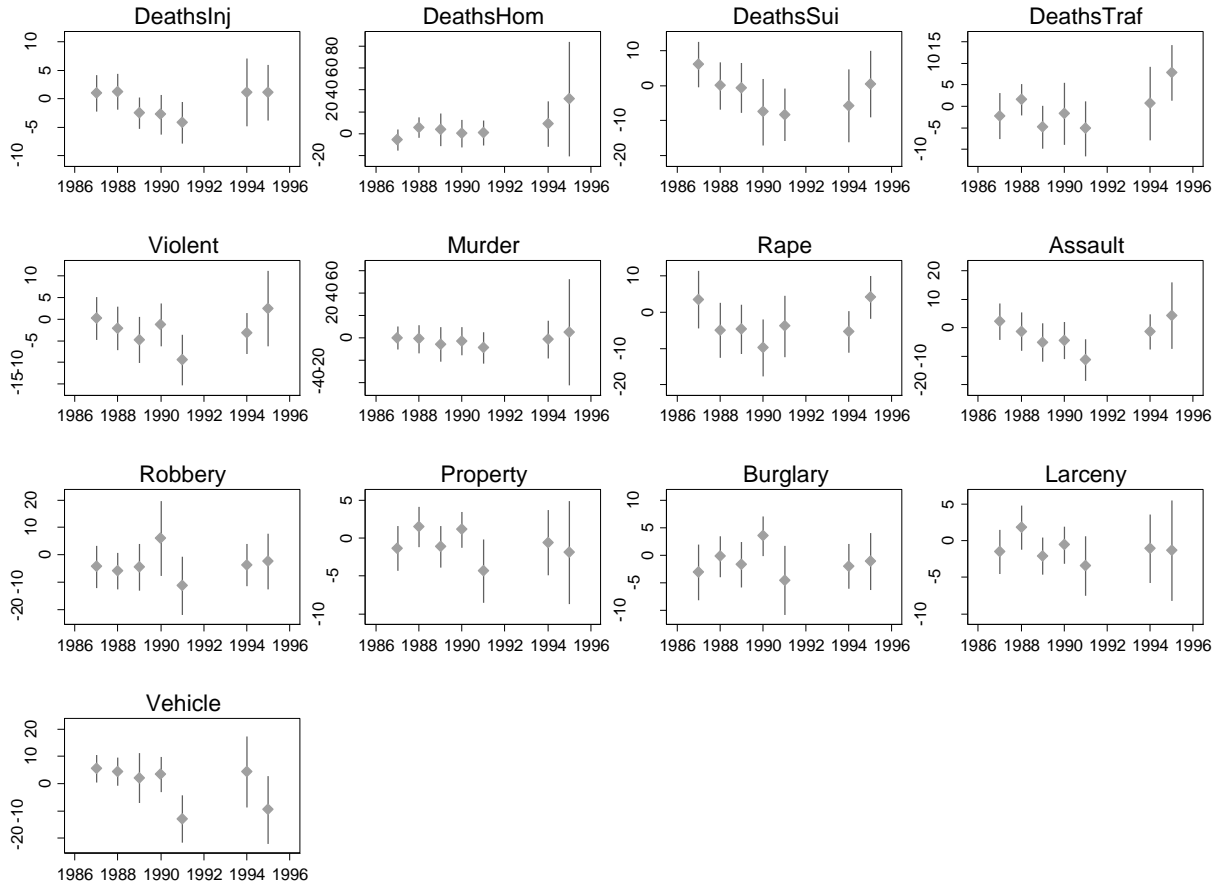 DeathsInj
-10 -5 0 5 10
1986 1988 1990 1992 1994 1996
DeathsHom
-20 0 20 40 60 80
1986 1988 1990 1992 1994 1996
DeathsSui
-20 -10 0 10
1986 1988 1990 1992 1994 1996
DeathsTraf
-10 -5 0 5 10 15
1986 1988 1990 1992 1994 1996
Violent
-15 -10 -5 0 5 10
1986 1988 1990 1992 1994 1996
Murder
-40 -20 0 20 40 60
1986 1988 1990 1992 1994 1996
Rape
-20 -10 0 10
1986 1988 1990 1992 1994 1996
Assault
-20 -10 0 10 20
1986 1988 1990 1992 1994 1996
Robbery
-20 -10 0 10 20
1986 1988 1990 1992 1994 1996
Property
-10 -5 0 5
1986 1988 1990 1992 1994 1996
Burglary
-10 -5 0 5 10
1986 1988 1990 1992 1994 1996
Larceny
-10 -5 0 5
1986 1988 1990 1992 1994 1996
Vehicle
-20 -10 0 10 20
1986 1988 1990 1992 1994 1996